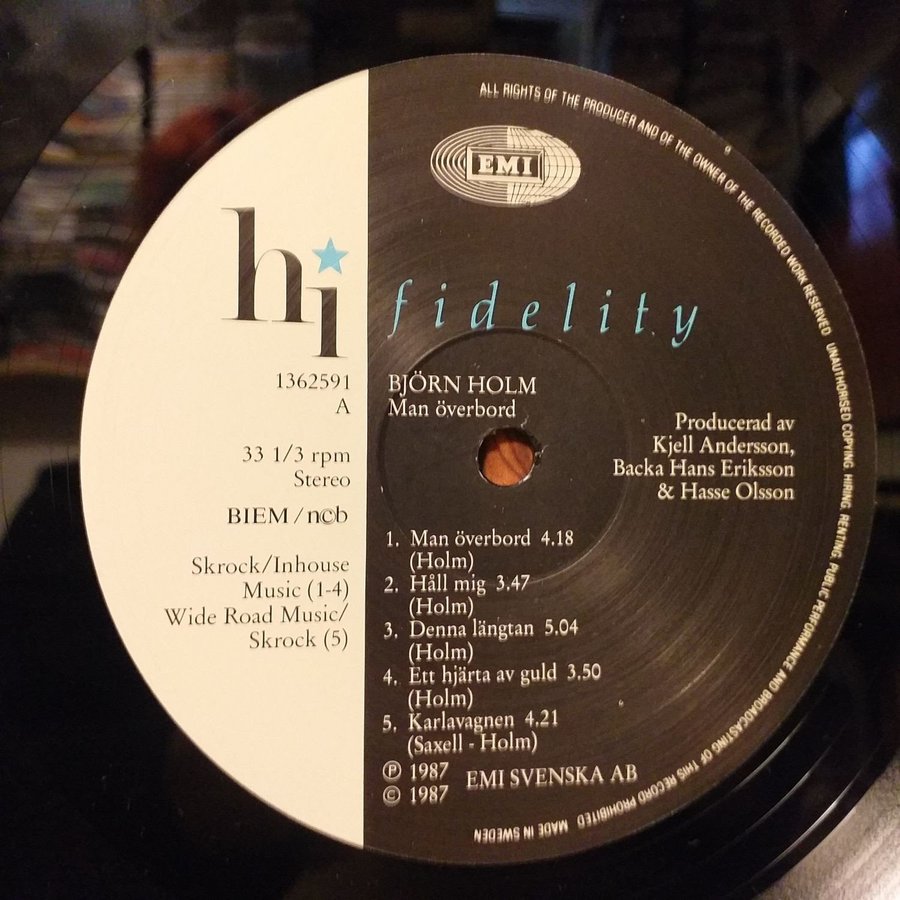 ALL RIGHTS OF THE PRODUCER AND OF THE OWNER OF THE RECORDED WORK RESERVED UNAUTHORISED COPYING, HIRING, RENTING, PUBLIC PERFORMANCE AND BROADCASTING OF THIS RECORD PROHIBITED MADE IN SWEDEN
EMI
hi fidelity
1362591
A
33 1/3 rpm
Stereo
BIEM / n©b
Skrock/Inhouse
Music (1-4)
Wide Road Music/
Skrock (5)
BJÖRN HOLM
Man överbord
Producerad av
Kjell Andersson,
Backa Hans Eriksson
& Hasse Olsson
1. Man överbord 4.18
(Holm)
2. Håll mig 3.47
(Holm)
3. Denna längtan 5.04
(Holm)
4. Ett hjärta av guld 3.50
(Holm)
5. Karlavagnen 4.21
(Saxell - Holm)
℗ 1987
© 1987
EMI SVENSKA AB